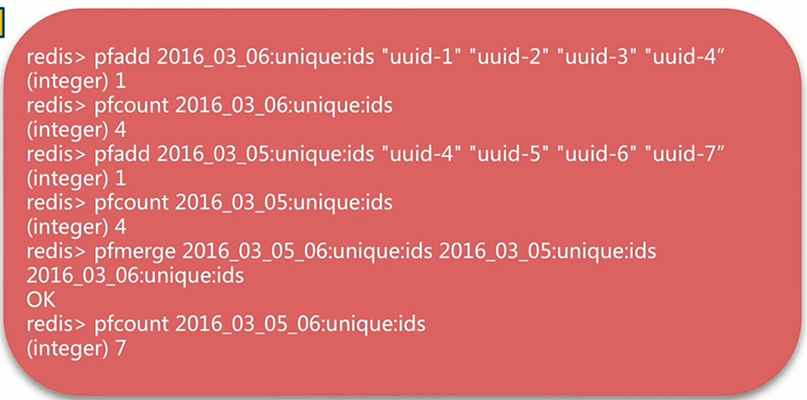 redis> pfadd 2016_03_06:unique:ids "uuid-1" "uuid-2" "uuid-3" "uuid-4”
(integer) 1
redis> pfcount 2016_03_06:unique:ids
(integer) 4
redis> pfadd 2016_03_05:unique:ids "uuid-4" "uuid-5" "uuid-6" "uuid-7”
(integer) 1
redis> pfcount 2016_03_05:unique:ids
(integer) 4
redis> pfmerge 2016_03_05_06:unique:ids 2016_03_05:unique:ids
2016_03_06:unique:ids
OK
redis> pfcount 2016_03_05_06:unique:ids
(integer) 7